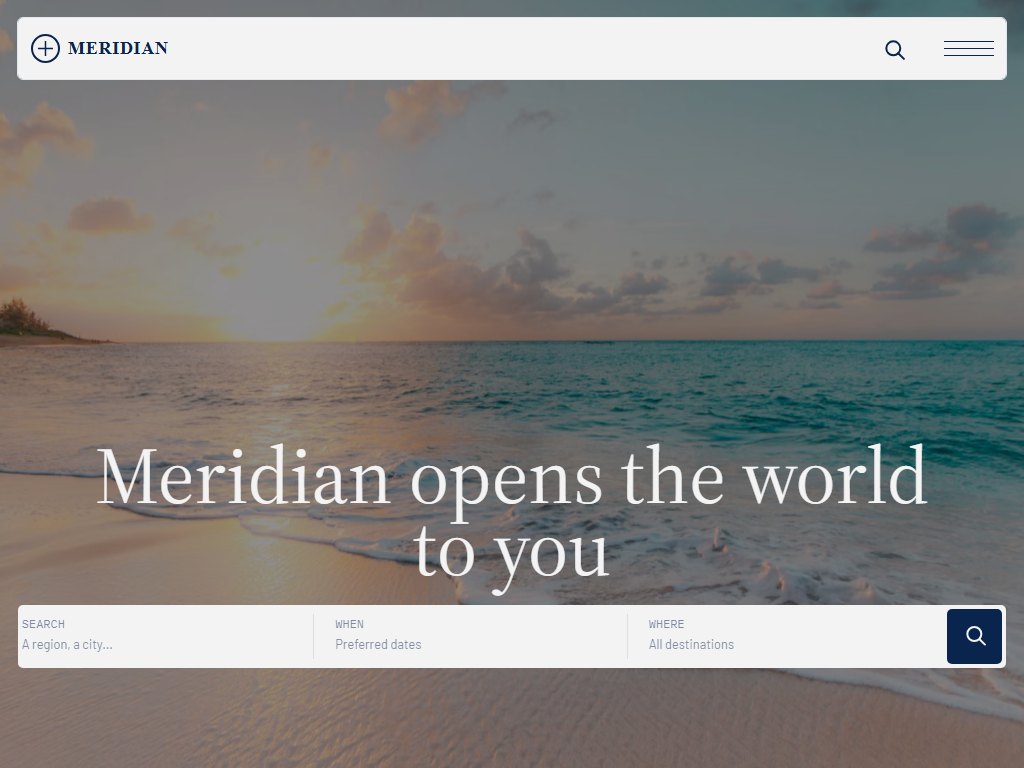 MERIDIAN
Meridian opens the world
to you
SEARCH
A region, a city...
WHEN
Preferred dates
WHERE
All destinations